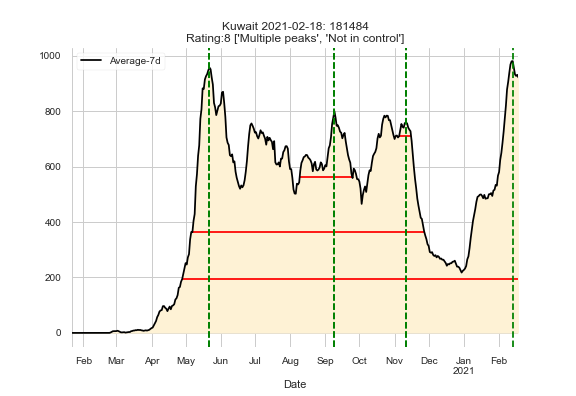 Kuwait 2021-02-18: 181484
Rating:8 ['Multiple peaks', 'Not in control']
Average-7d
1000
800
600
400
200
0
Feb Mar Apr May Jun Jul Aug Sep Oct Nov Dec Jan Feb
2021
Date